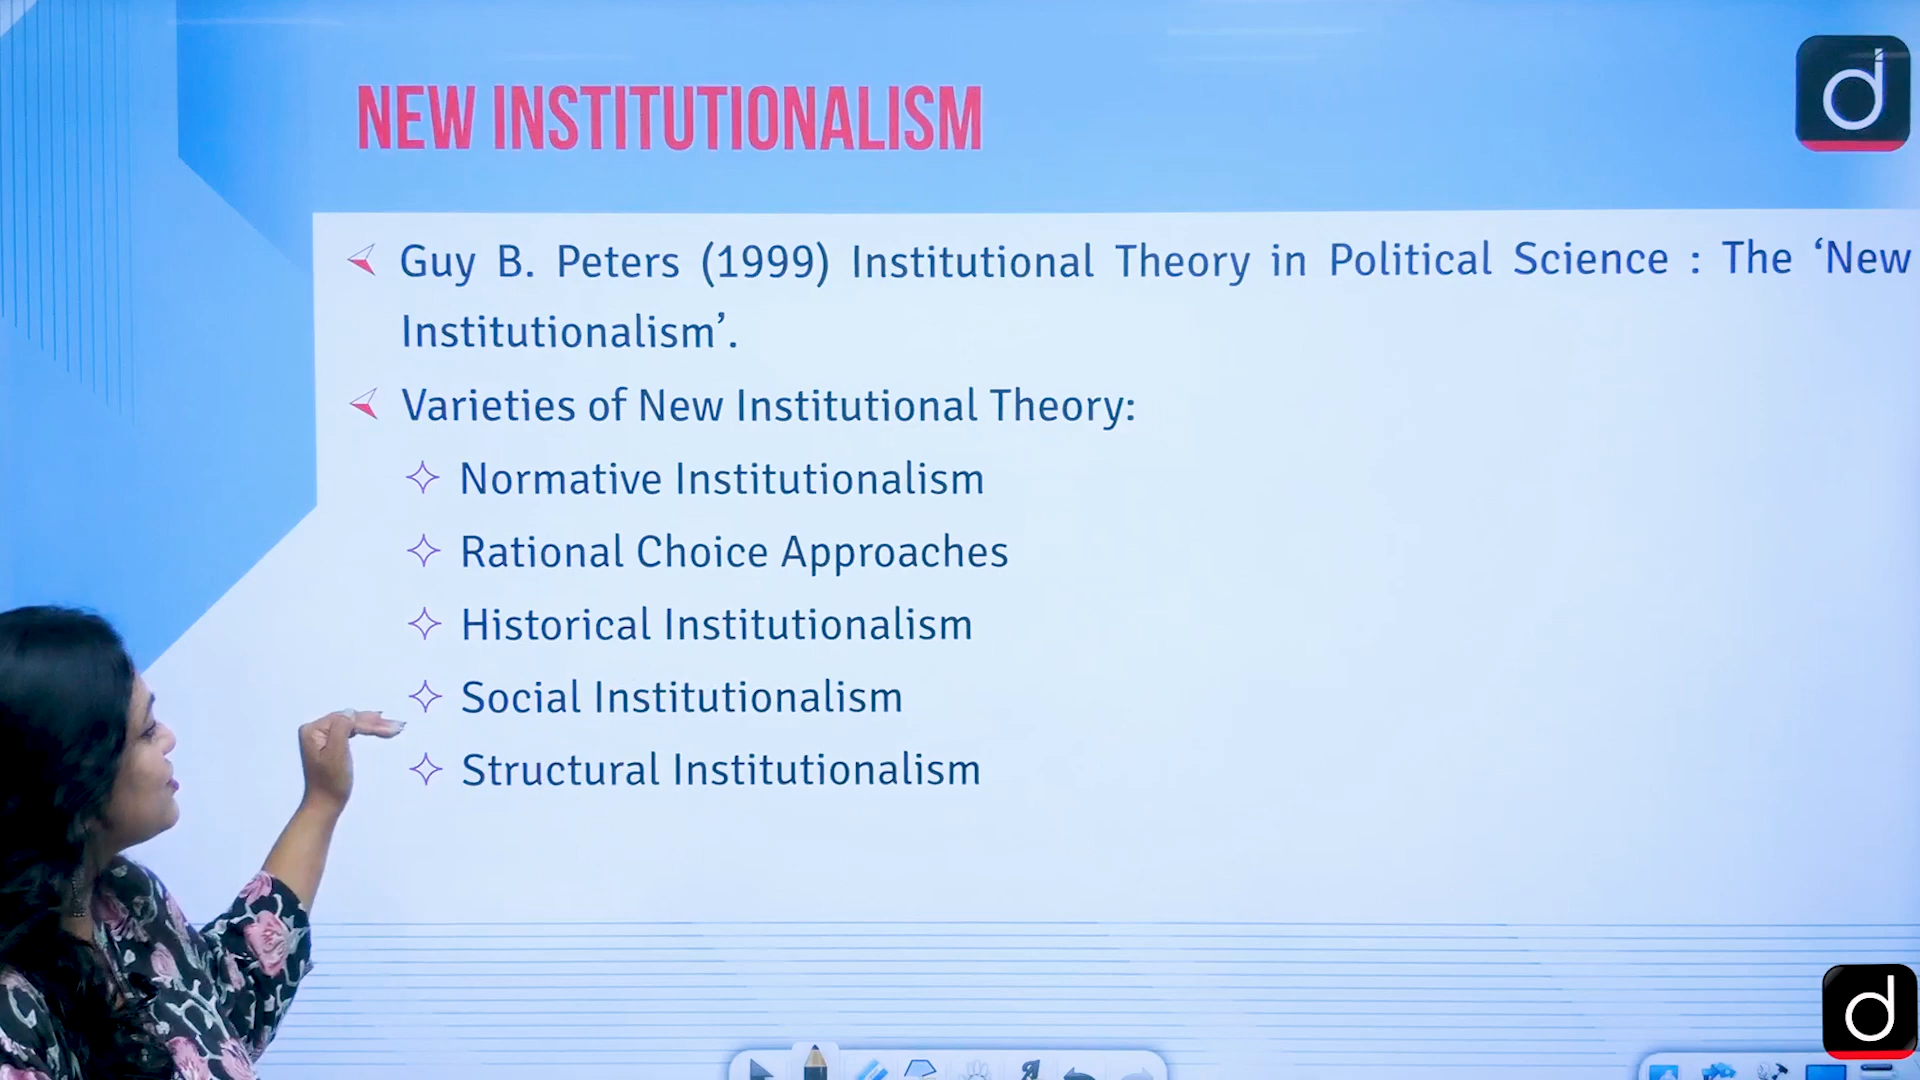 NEW INSTITUTIONALISM
Guy B. Peters (1999) Institutional Theory in Political Science : The ‘New
Institutionalism’.
Varieties of New Institutional Theory:
Normative Institutionalism
Rational Choice Approaches
Historical Institutionalism
Social Institutionalism
Structural Institutionalism
d
d